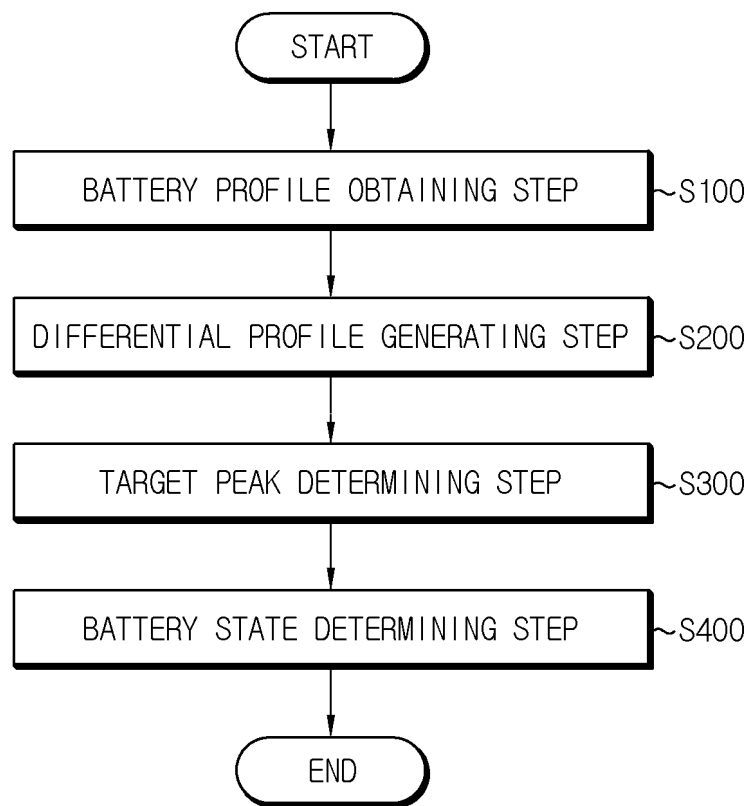 START
BATTERY PROFILE OBTAINING STEP
~S100
DIFFERENTIAL PROFILE GENERATING STEP
~S200
TARGET PEAK DETERMINING STEP
~S300
BATTERY STATE DETERMINING STEP
~S400
END